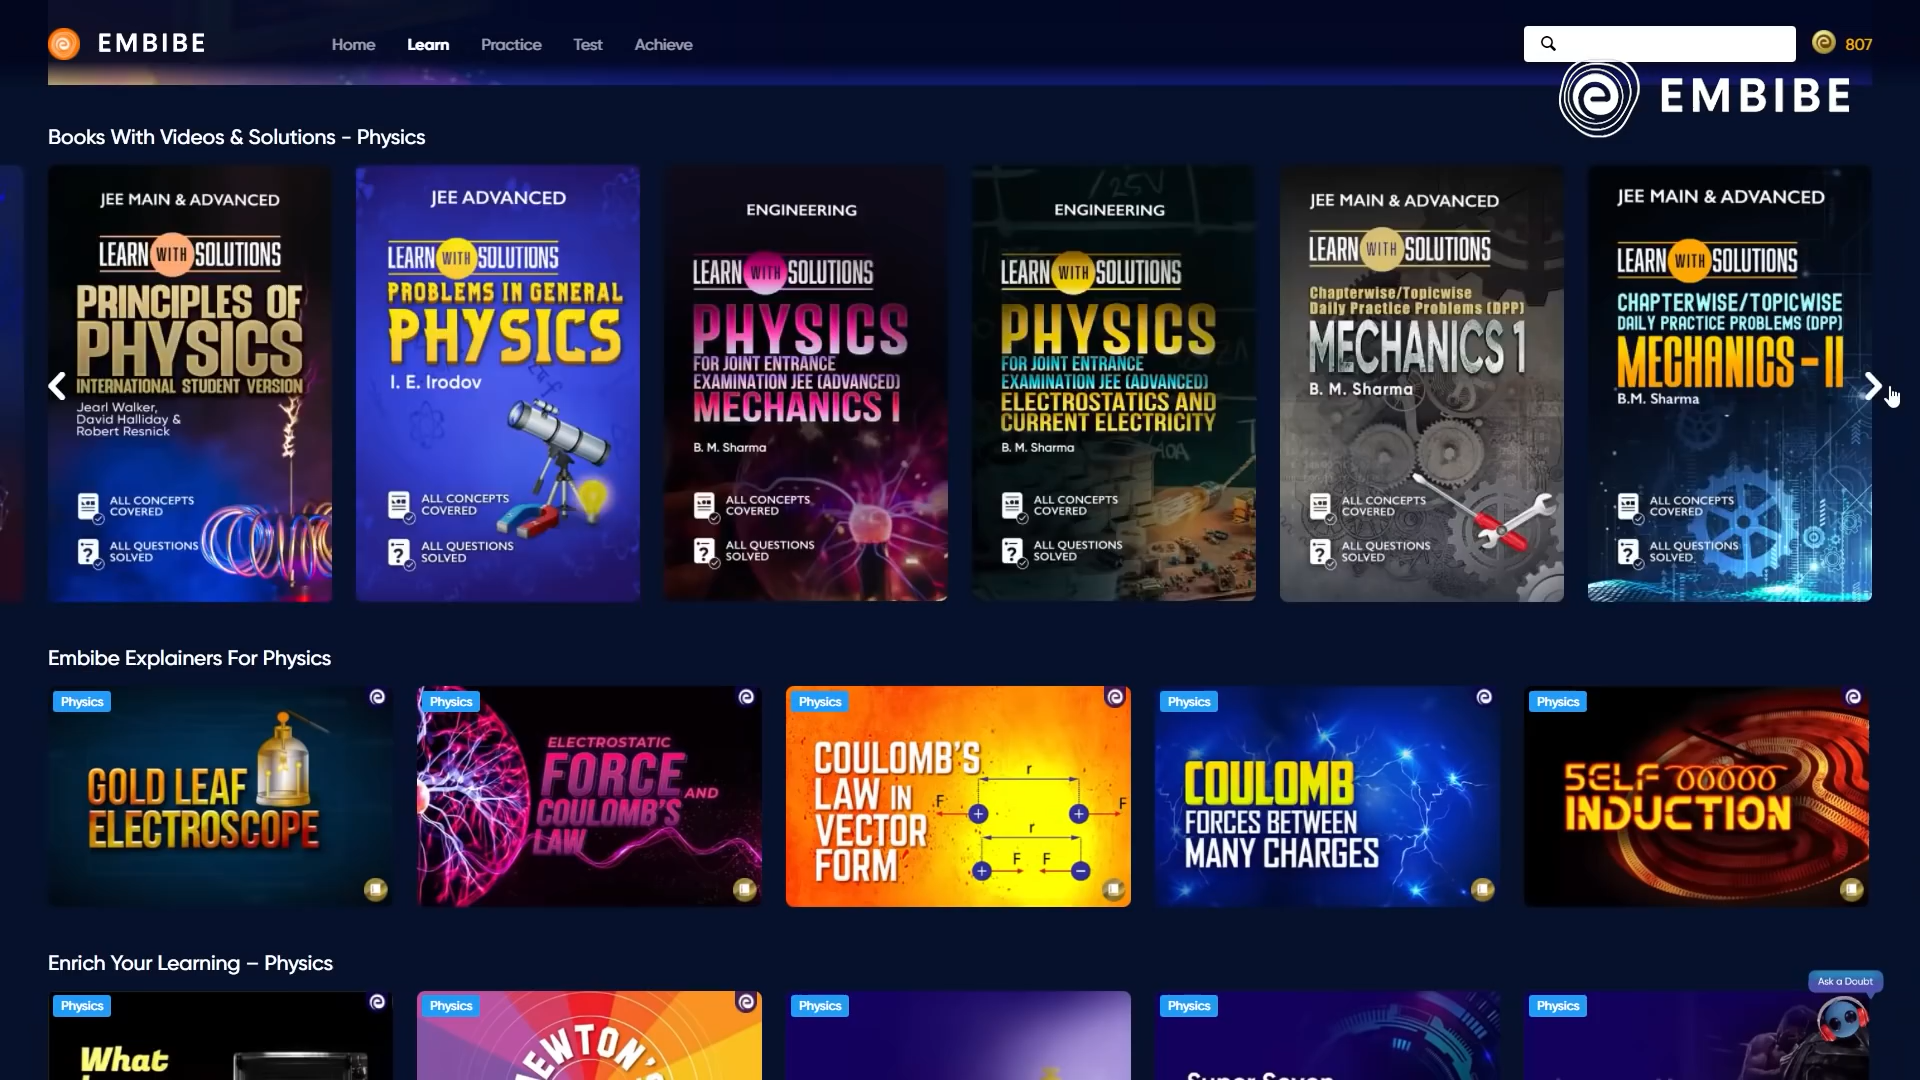 EMBIBE
Home
Learn
Practice
Test
Achieve
807
EMBIBE
Books With Videos & Solutions - Physics
JEE MAIN & ADVANCED
LEARN WITH SOLUTIONS
PRINCIPLES OF
PHYSICS
INTERNATIONAL STUDENT VERSION
Jearl Walker,
David Halliday &
Robert Resnick
ALL CONCEPTS
COVERED
ALL QUESTIONS
SOLVED
JEE ADVANCED
LEARN WITH SOLUTIONS
PROBLEMS IN GENERAL
PHYSICS
I. E. Irodov
ALL CONCEPTS
COVERED
ALL QUESTIONS
SOLVED
ENGINEERING
LEARN WITH SOLUTIONS
PHYSICS
FOR JOINT ENTRANCE
EXAMINATION JEE (ADVANCED)
MECHANICS I
B. M. Sharma
ALL CONCEPTS
COVERED
ALL QUESTIONS
SOLVED
ENGINEERING
LEARN WITH SOLUTIONS
PHYSICS
FOR JOINT ENTRANCE
EXAMINATION JEE (ADVANCED)
ELECTROSTATICS AND
CURRENT ELECTRICITY
B. M. Sharma
ALL CONCEPTS
COVERED
ALL QUESTIONS
SOLVED
JEE MAIN & ADVANCED
LEARN WITH SOLUTIONS
Chapterwise/Topicwise
Daily Practice Problems (DPP)
MECHANICS 1
B. M. Sharma
ALL CONCEPTS
COVERED
ALL QUESTIONS
SOLVED
JEE MAIN & ADVANCED
LEARN WITH SOLUTIONS
CHAPTERWISE/TOPICWISE
DAILY PRACTICE PROBLEMS (DPP)
MECHANICS - II
B.M. Sharma
ALL CONCEPTS
COVERED
ALL QUESTIONS
SOLVED
Embibe Explainers For Physics
Physics
GOLD LEAF
ELECTROSCOPE
Physics
ELECTROSTATIC
FORCE AND
COULOMB'S
LAW
Physics
COULOMB'S
LAW IN
VECTOR
FORM
r
F
F
r
F F
Physics
COULOMB
FORCES BETWEEN
MANY CHARGES
Physics
SELF
INDUCTION
Enrich Your Learning – Physics
Physics
What
Physics
NEWTON'S
Physics
Physics
Super Seven
Physics
Ask a Doubt